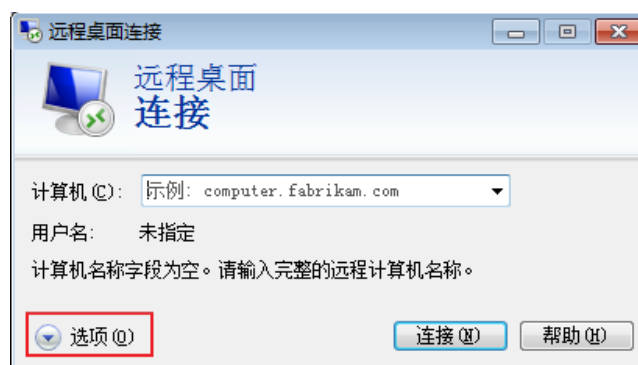 远程桌面连接
远程桌面
连接
计算机(C): 示例: computer.fabrikam.com
用户名: 未指定
计算机名称字段为空。请输入完整的远程计算机名称。
选项(O) 连接(N) 帮助(H)